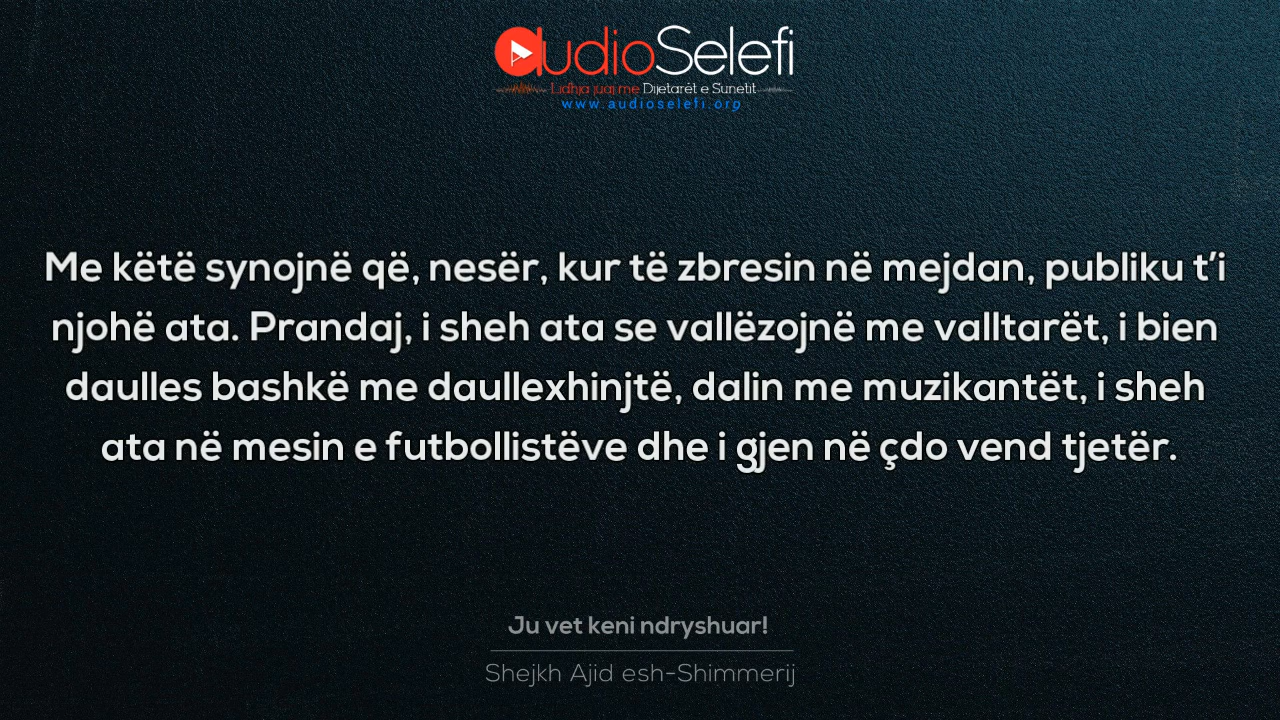 audioSelefi
Lidhja juaj me Dijetarët e Sunetit
www.audioselefi.org
Me këtë synojnë që, nesër, kur të zbresin në mejdan, publiku t’i
njohë ata. Prandaj, i sheh ata se vallëzojnë me valltarët, i bien
daulles bashkë me daullexhinjtë, dalin me muzikantët, i sheh
ata në mesin e futbollistëve dhe i gjen në çdo vend tjetër.
Ju vet keni ndryshuar!
Shejkh Ajid esh-Shimmerij